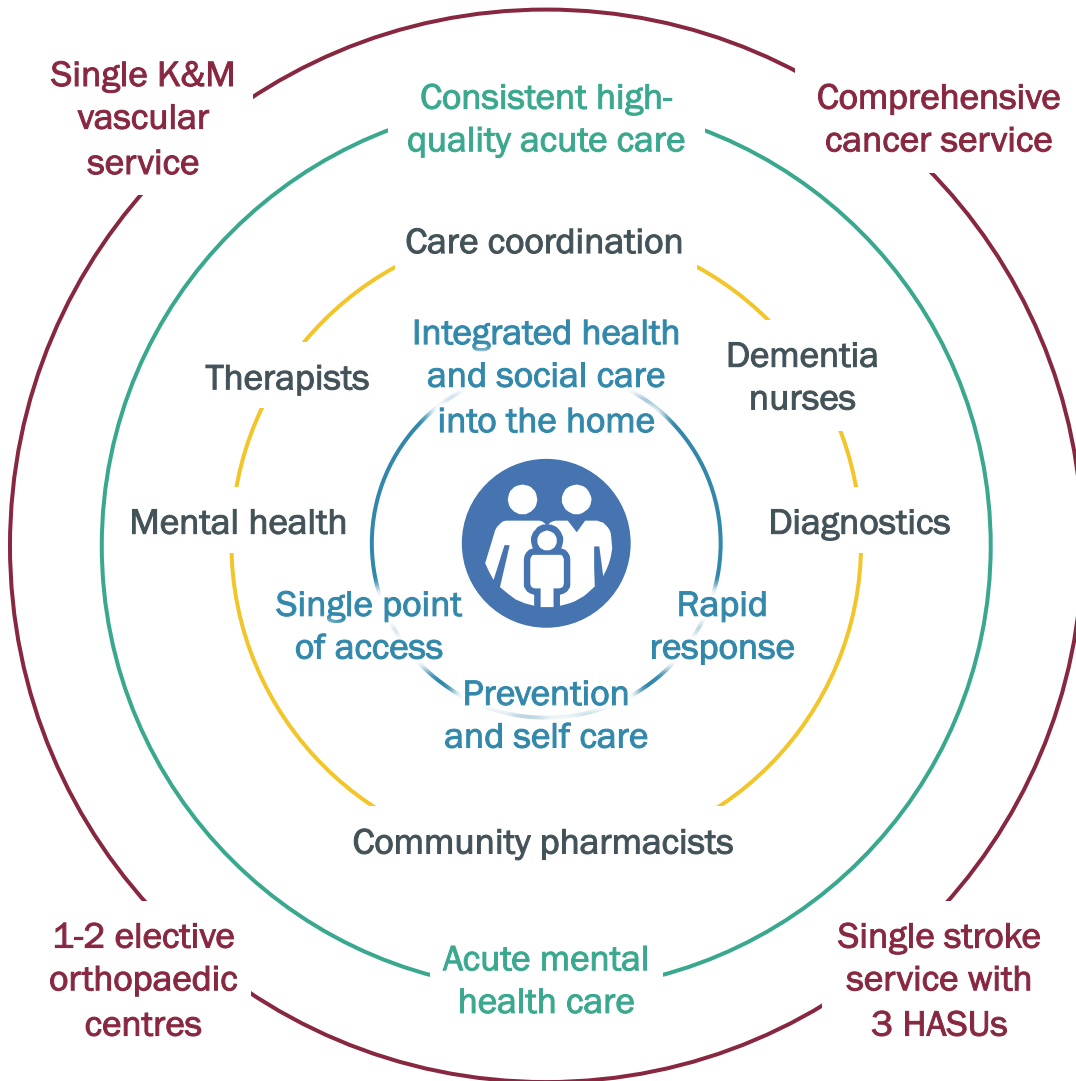 Single K&M
vascular
service
Consistent high-
quality acute care
Comprehensive
cancer service
Care coordination
Integrated health
and social care
into the home
Therapists
Dementia
nurses
Mental health
Diagnostics
Single point
of access
Rapid
response
Prevention
and self care
Community pharmacists
1-2 elective
orthopaedic
centres
Acute mental
health care
Single stroke
service with
3 HASUs